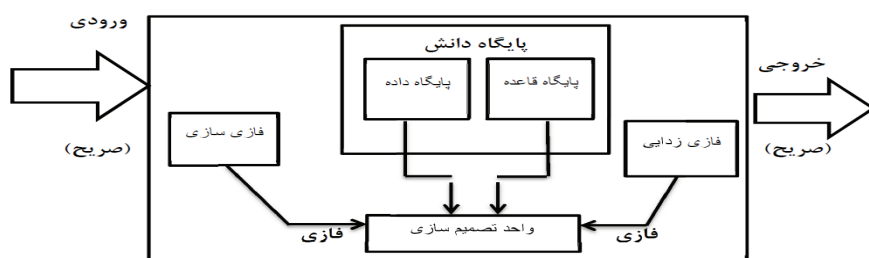 ورودی
(صریح)
پایگاه دانش
پایگاه داده
پایگاه قاعده
فازی سازی
فازی زدایی
واحد تصمیم سازی
فازی
فازی
خروجی
(صریح)